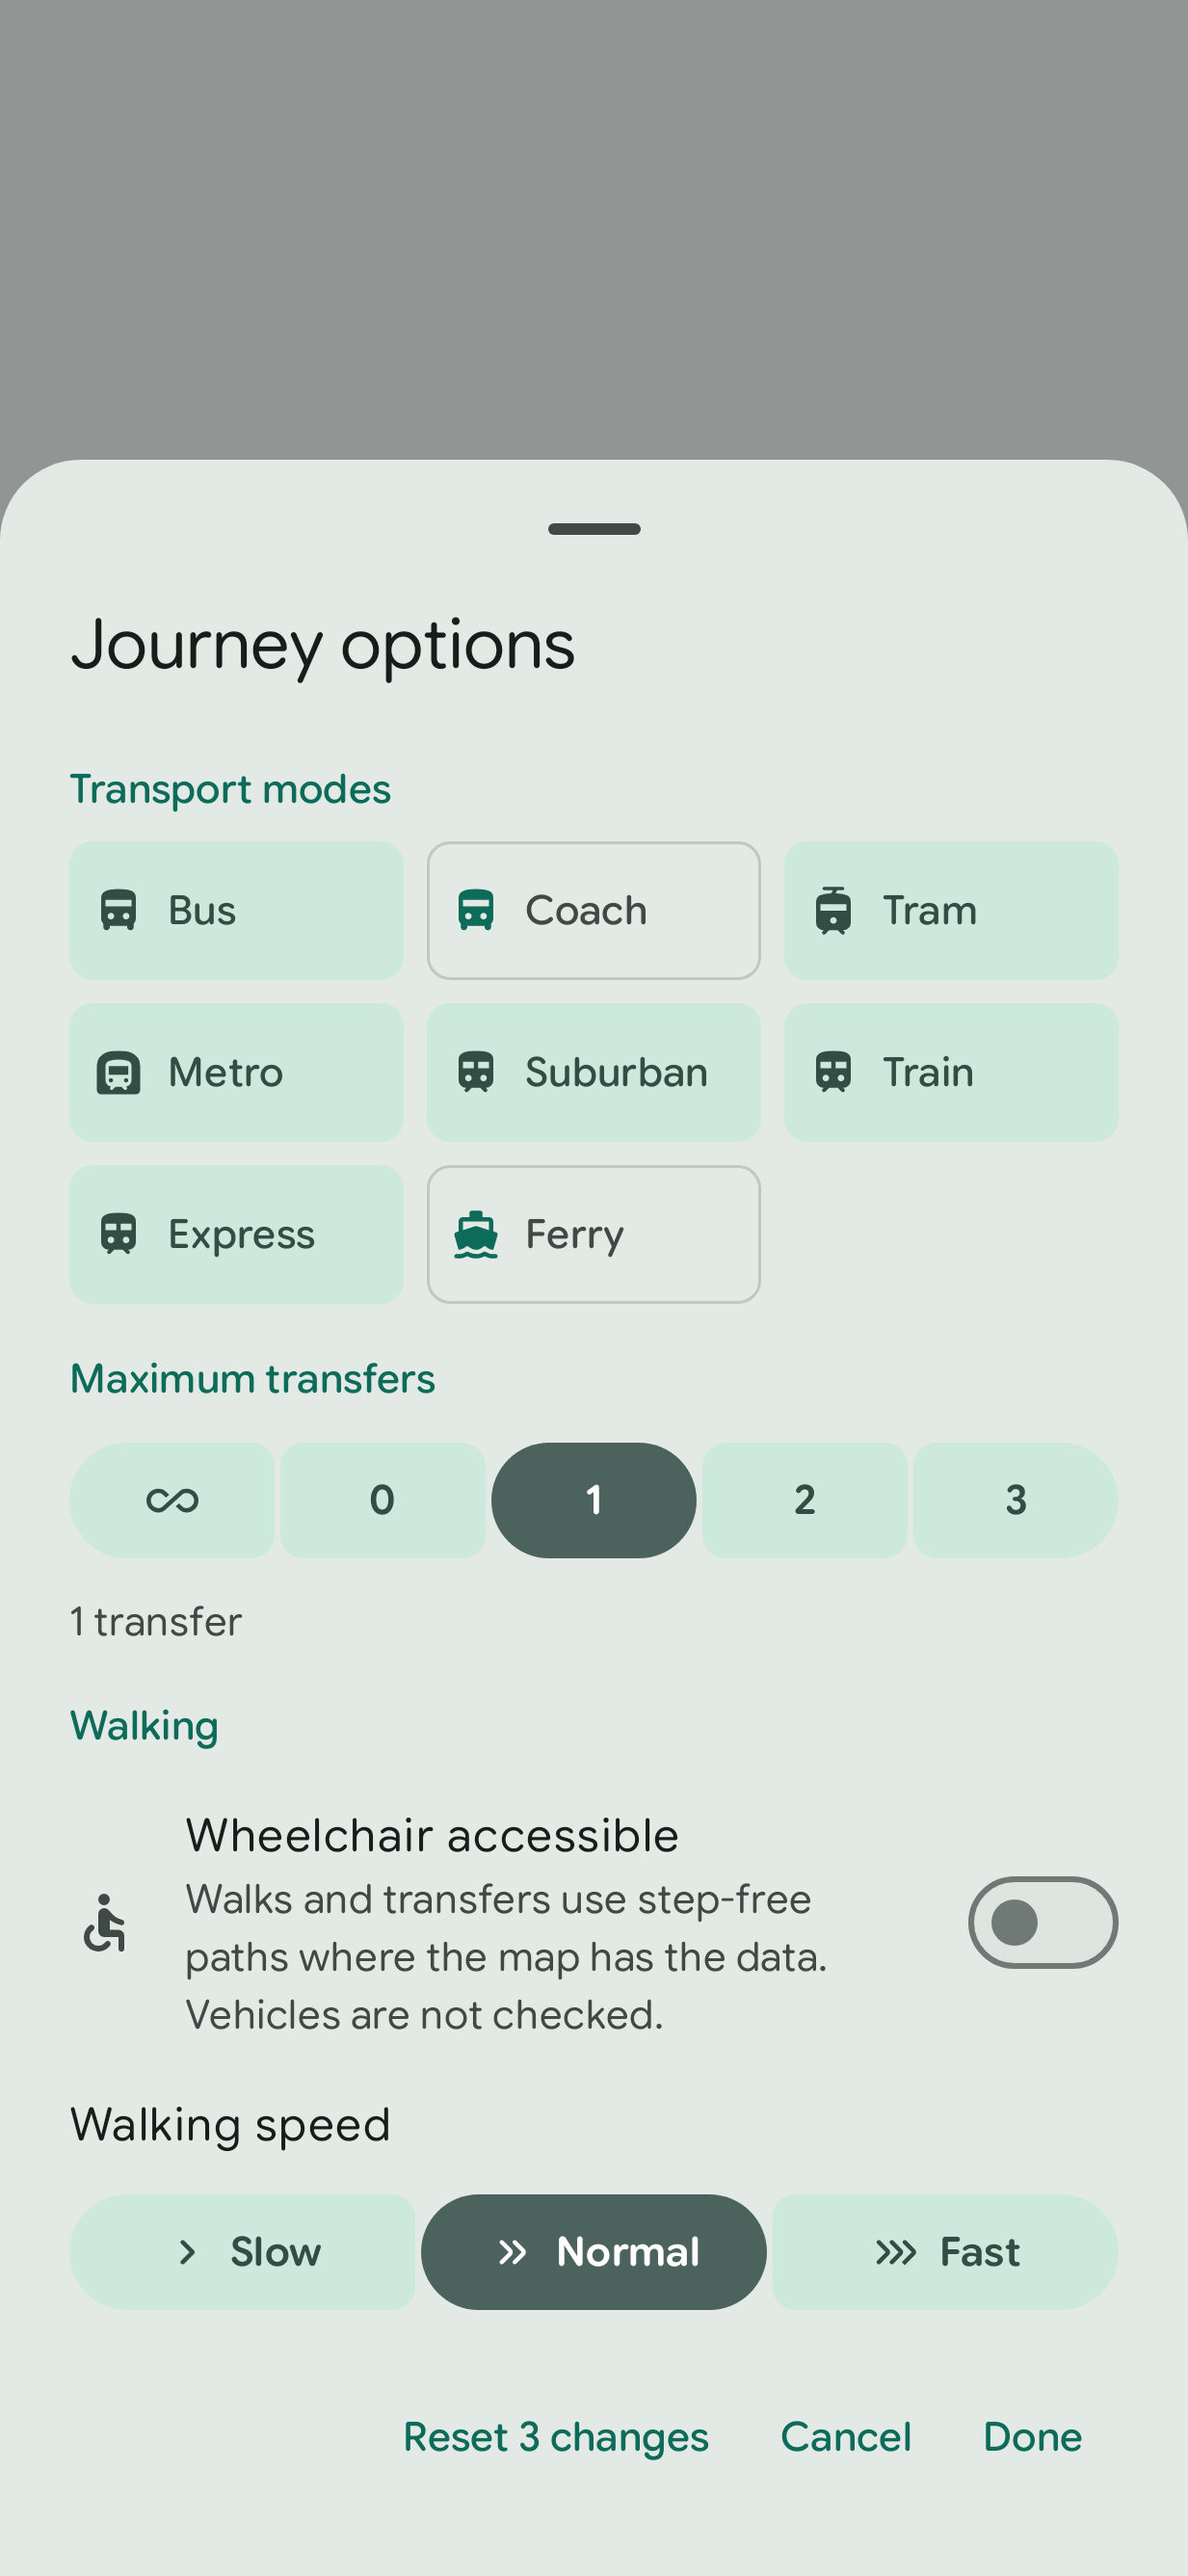 Journey options
Transport modes
Bus
Coach
Tram
Metro
Suburban
Train
Express
Ferry
Maximum transfers
∞
0
1
2
3
1 transfer
Walking
Wheelchair accessible
Walks and transfers use step-free
paths where the map has the data.
Vehicles are not checked.
Walking speed
Slow
Normal
Fast
Reset 3 changes
Cancel
Done